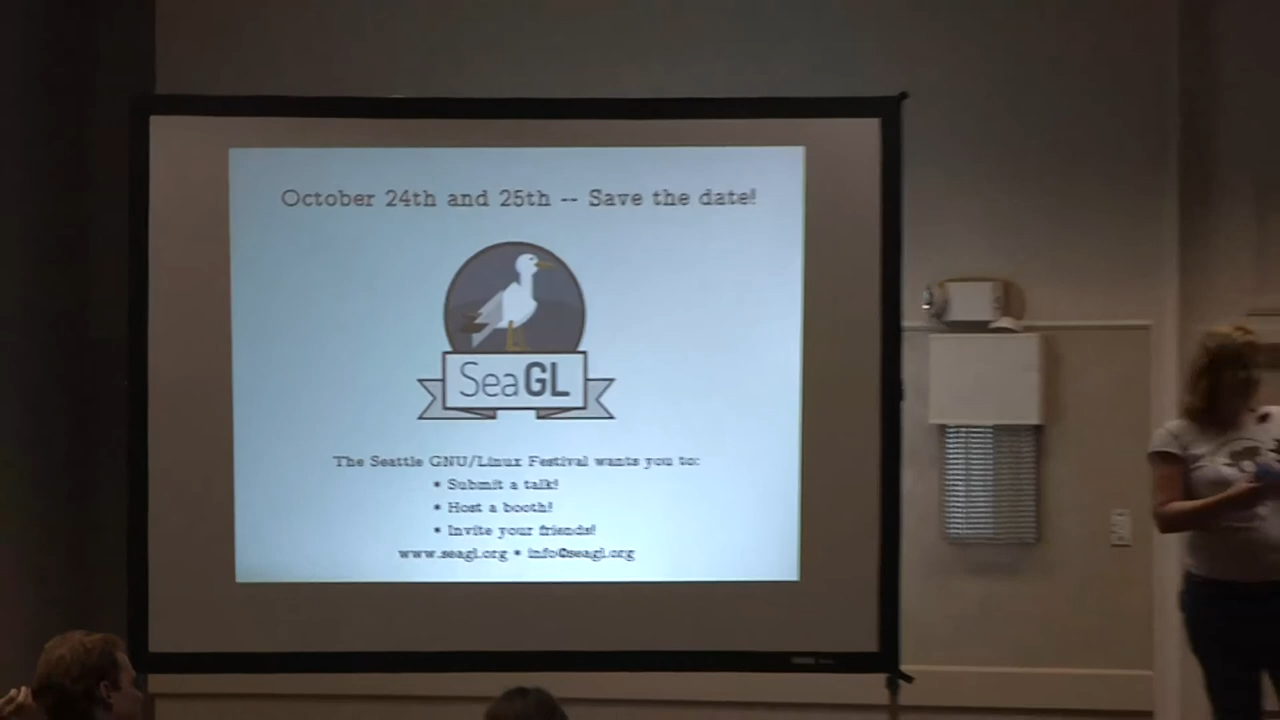 October 24th and 25th -- Save the date!
SeaGL
The Seattle GNU/Linux Festival wants you to:
* Submit a talk!
* Host a booth!
* Invite your friends!
www.seagl.org * info@seagl.org